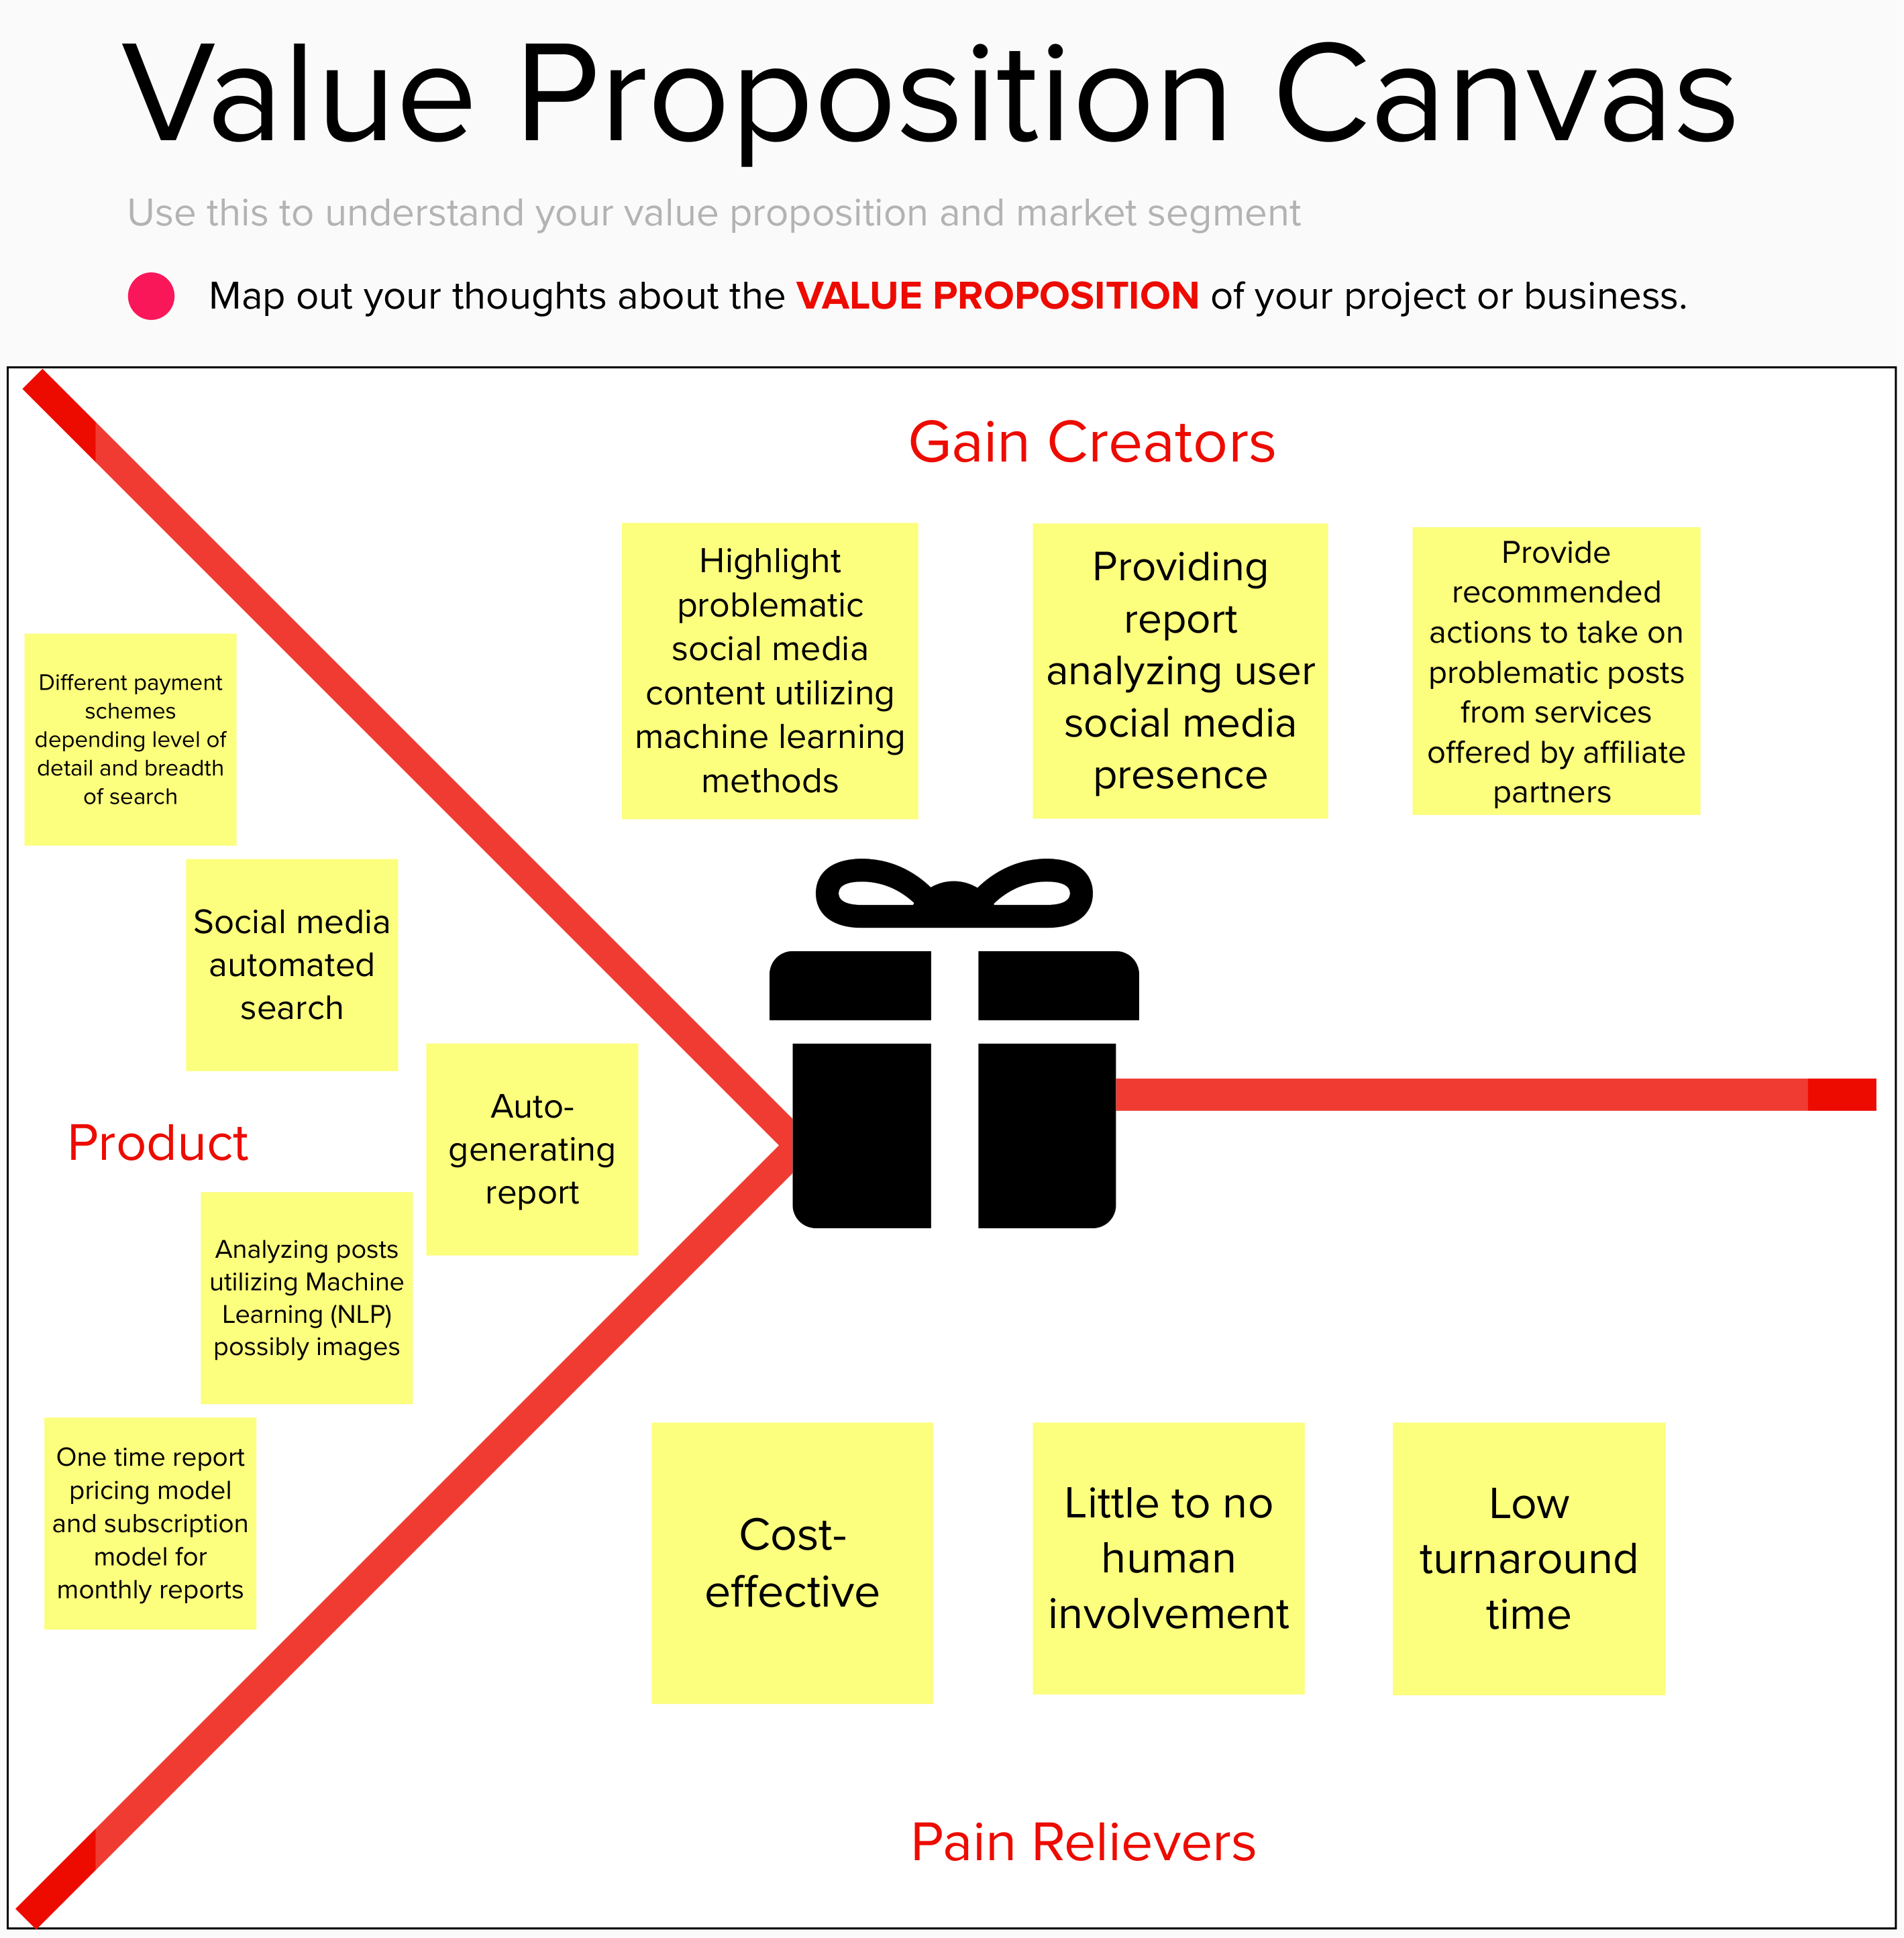 Value Proposition Canvas
Use this to understand your value proposition and market segment
Map out your thoughts about the VALUE PROPOSITION of your project or business.
Gain Creators
Highlight
problematic
social media
content utilizing
machine learning
methods
Providing
report
analyzing user
social media
presence
Provide
recommended
actions to take on
problematic posts
from services
offered by affiliate
partners
Different payment
schemes
depending level of
detail and breadth
of search
Social media
automated
search
Auto-
generating
report
Product
Analyzing posts
utilizing Machine
Learning (NLP)
possibly images
One time report
pricing model
and subscription
model for
monthly reports
Cost-
effective
Little to no
human
involvement
Low
turnaround
time
Pain Relievers